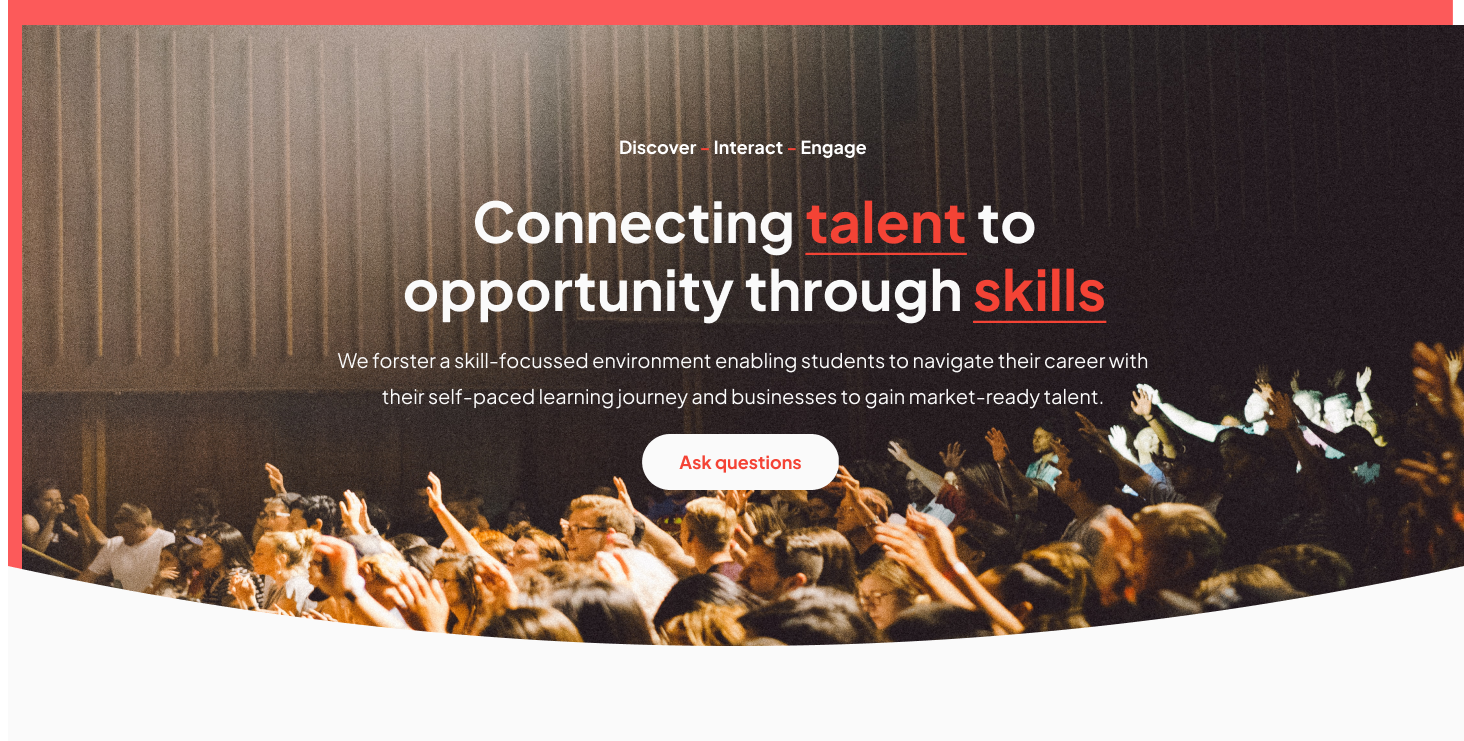 Discover - Interact - Engage
Connecting talent to
opportunity through skills
We forster a skill-focussed environment enabling students to navigate their career with
their self-paced learning journey and businesses to gain market-ready talent.
Ask questions